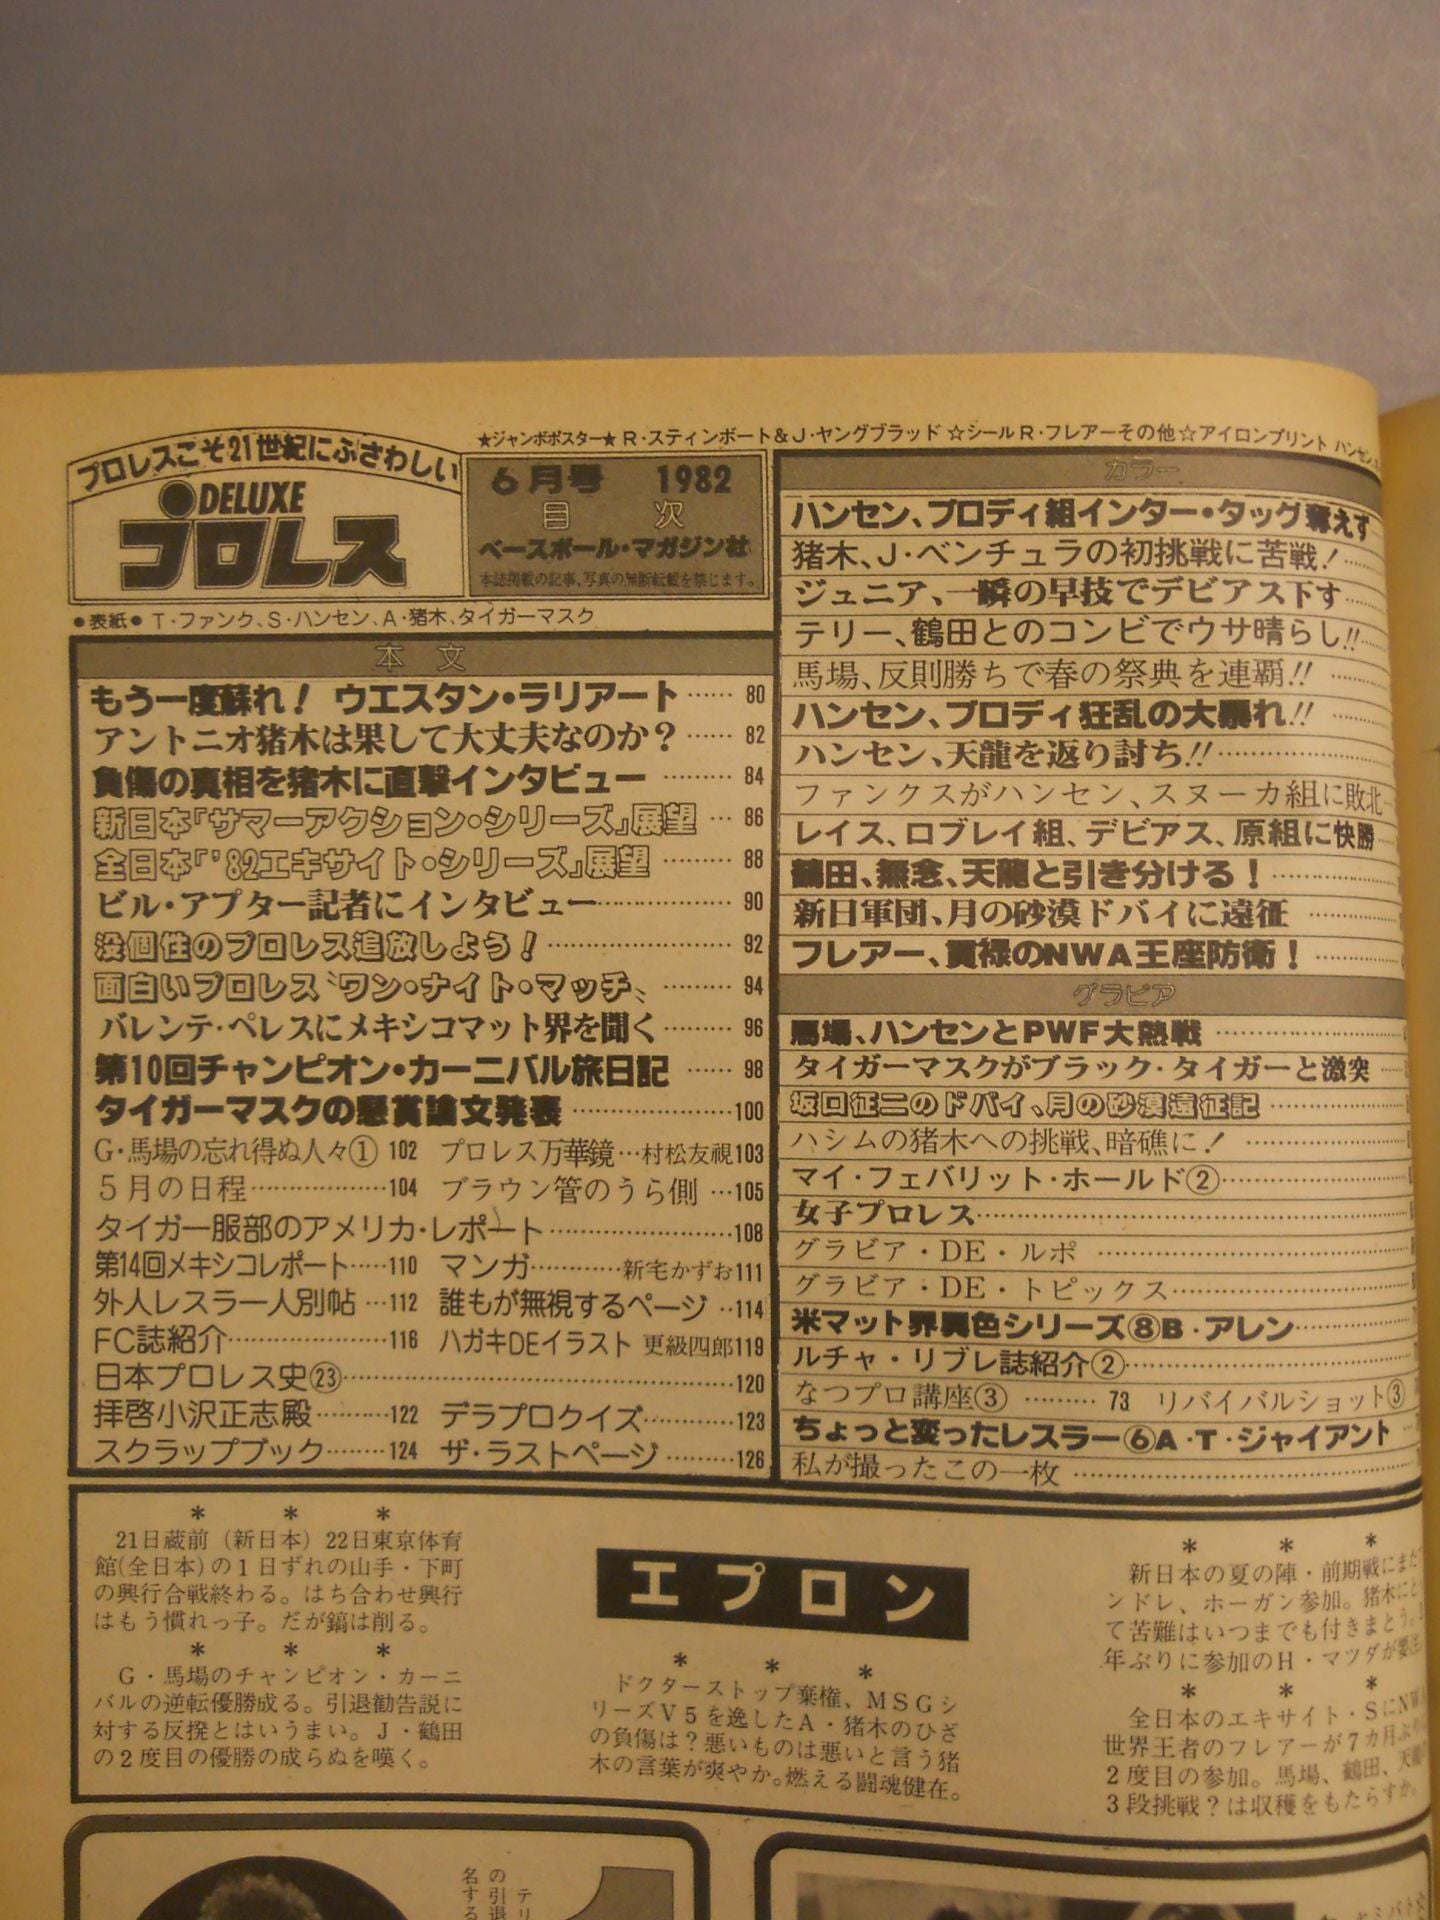 ★ジャンボポスター★R・スティンボート&J・ヤングブラッド ☆シールR・フレアーその他☆アイロンプリント ハンセン、
プロレスこそ21世紀にふさわしい
DELUXE
プロレス
6月号 1982
目次
ベースボール・マガジン社
本誌掲載の記事、写真の無断転載を禁じます。
●表紙● T・ファンク、S・ハンセン、A・猪木、タイガーマスク
本文
もう一度蘇れ! ウエスタン・ラリアート…… 80
アントニオ猪木は果して大丈夫なのか?…… 82
負傷の真相を猪木に直撃インタビュー ……… 84
新日本「サマーアクション・シリーズ」展望 … 86
全日本「'82エキサイト・シリーズ」展望 ……… 88
ビル・アプター記者にインタビュー…………… 90
没個性のプロレス追放しよう!………………… 92
面白いプロレス〝ワン・ナイト・マッチ〟……… 94
バレンテ・ペレスにメキシコマット界を聞く……… 96
第10回チャンピオン・カーニバル旅日記 …… 98
タイガーマスクの懸賞論文発表 ……………… 100
G・馬場の忘れ得ぬ人々① 102 プロレス万華鏡…村松友視103
5月の日程………………104 ブラウン管のうら側 …105
タイガー服部のアメリカ・レポート……………………108
第14回メキシコレポート……110 マンガ…………新宅かずお111
外人レスラー人別帖 …112 誰もが無視するページ ‥114
FC誌紹介………………116 ハガキDEイラスト 更級四郎119
日本プロレス史㉓……………………………………120
拝啓小沢正志殿………122 デラプロクイズ…………123
スクラップブック………124 ザ・ラストページ………126
カラー
ハンセン、ブロディ組インター・タッグ奪えず
猪木、J・ベンチュラの初挑戦に苦戦!……
ジュニア、一瞬の早技でデビアス下す……
テリー、鶴田とのコンビでウサ晴らし!!……
馬場、反則勝ちで春の祭典を連覇!! ……
ハンセン、ブロディ狂乱の大暴れ!! ……
ハンセン、天龍を返り討ち!!………………
ファンクスがハンセン、スヌーカ組に敗北…
レイス、ロブレイ組、デビアス、原組に快勝…
鶴田、無念、天龍と引き分ける!…………
新日軍団、月の砂漠ドバイに遠征 ………
フレアー、貫禄のNWA王座防衛! ………
グラビア
馬場、ハンセンとPWF大熱戦 ………………
タイガーマスクがブラック・タイガーと激突 …
坂口征二のドバイ、月の砂漠遠征記 …………
ハシムの猪木への挑戦、暗礁に! ……………
マイ・フェバリット・ホールド②………………
女子プロレス………………………………………
グラビア・DE・ルポ ……………………………
グラビア・DE・トピックス………………………
米マット界異色シリーズ⑧B・アレン…………
ルチャ・リブレ誌紹介②…………………………
なつプロ講座③ ……… 73 リバイバルショット③
ちょっと変ったレスラー⑥A・T・ジャイアント …
私が撮ったこの一枚 ………………………………
* * *
21日蔵前(新日本)22日東京体育
館(全日本)の1日ずれの山手・下町
の興行合戦終わる。はち合わせ興行
はもう慣れっ子。だが鎬は削る。
* * *
G・馬場のチャンピオン・カーニ
バルの逆転優勝成る。引退勧告説に
対する反撥とはいうまい。J・鶴田
の2度目の優勝の成らぬを嘆く。
エプロン
* * *
ドクターストップ棄権、MSGシ
リーズV5を逸したA・猪木のひざ
の負傷は?悪いものは悪いと言う猪
木の言葉が爽やか。燃える闘魂健在。
* * *
新日本の夏の陣・前期戦にまた
ンドレ、ホーガン参加。猪木にと
て苦難はいつまでも付きまとう。
年ぶりに参加のH・マツダが要注
* * *
全日本のエキサイト・SにNW
世界王者のフレアーが7カ月ぶり
2度目の参加。馬場、鶴田、天龍
3段挑戦?は収穫をもたらすか。
テリ
の引退
名する